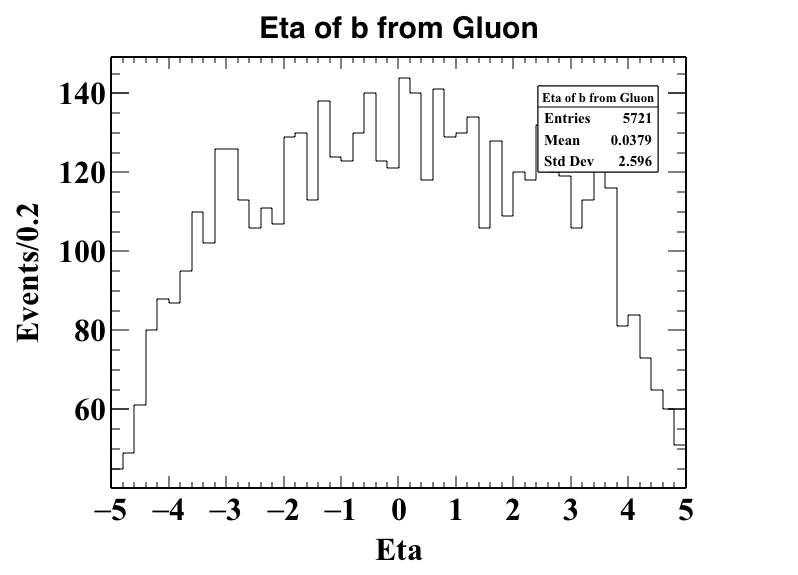 Eta of b from Gluon
Eta of b from Gluon
Entries 5721
Mean 0.0379
Std Dev 2.596
140
120
100
80
60
Events/0.2
−5 −4 −3 −2 −1 0 1 2 3 4 5
Eta